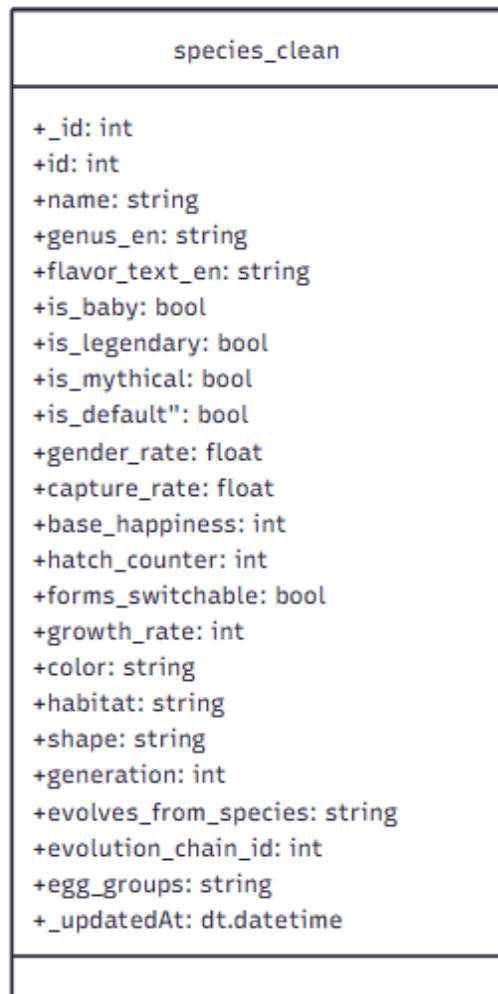 species_clean
+_id: int
+id: int
+name: string
+genus_en: string
+flavor_text_en: string
+is_baby: bool
+is_legendary: bool
+is_mythical: bool
+is_default": bool
+gender_rate: float
+capture_rate: float
+base_happiness: int
+hatch_counter: int
+forms_switchable: bool
+growth_rate: int
+color: string
+habitat: string
+shape: string
+generation: int
+evolves_from_species: string
+evolution_chain_id: int
+egg_groups: string
+_updatedAt: dt.datetime